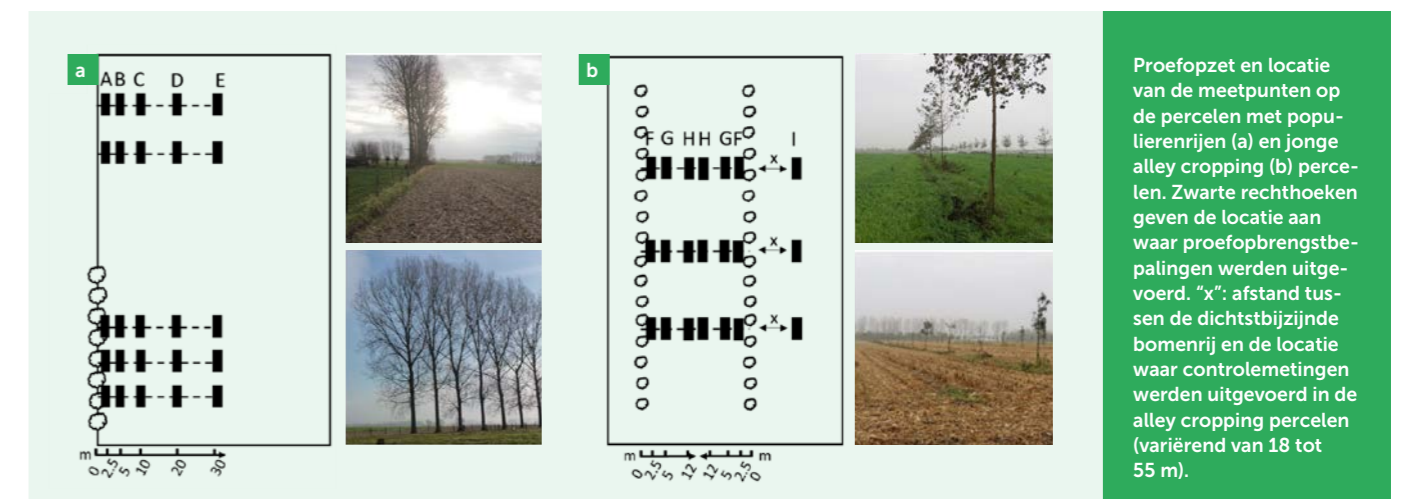 a
A B C D E
m
0 2.5 5 10 20 30
b
F G H H G F I
x
x
x
m m
0 2.5 5 12 12 5 2.5 0
Proefopzet en locatie
van de meetpunten op
de percelen met popu-
lierenrijen (a) en jonge
alley cropping (b) perce-
len. Zwarte rechthoeken
geven de locatie aan
waar proefopbrengstbe-
palingen werden uitge-
voerd. “x”: afstand tus-
sen de dichtstbijzijnde
bomenrij en de locatie
waar controlemetingen
werden uitgevoerd in de
alley cropping percelen
(variërend van 18 tot
55 m).